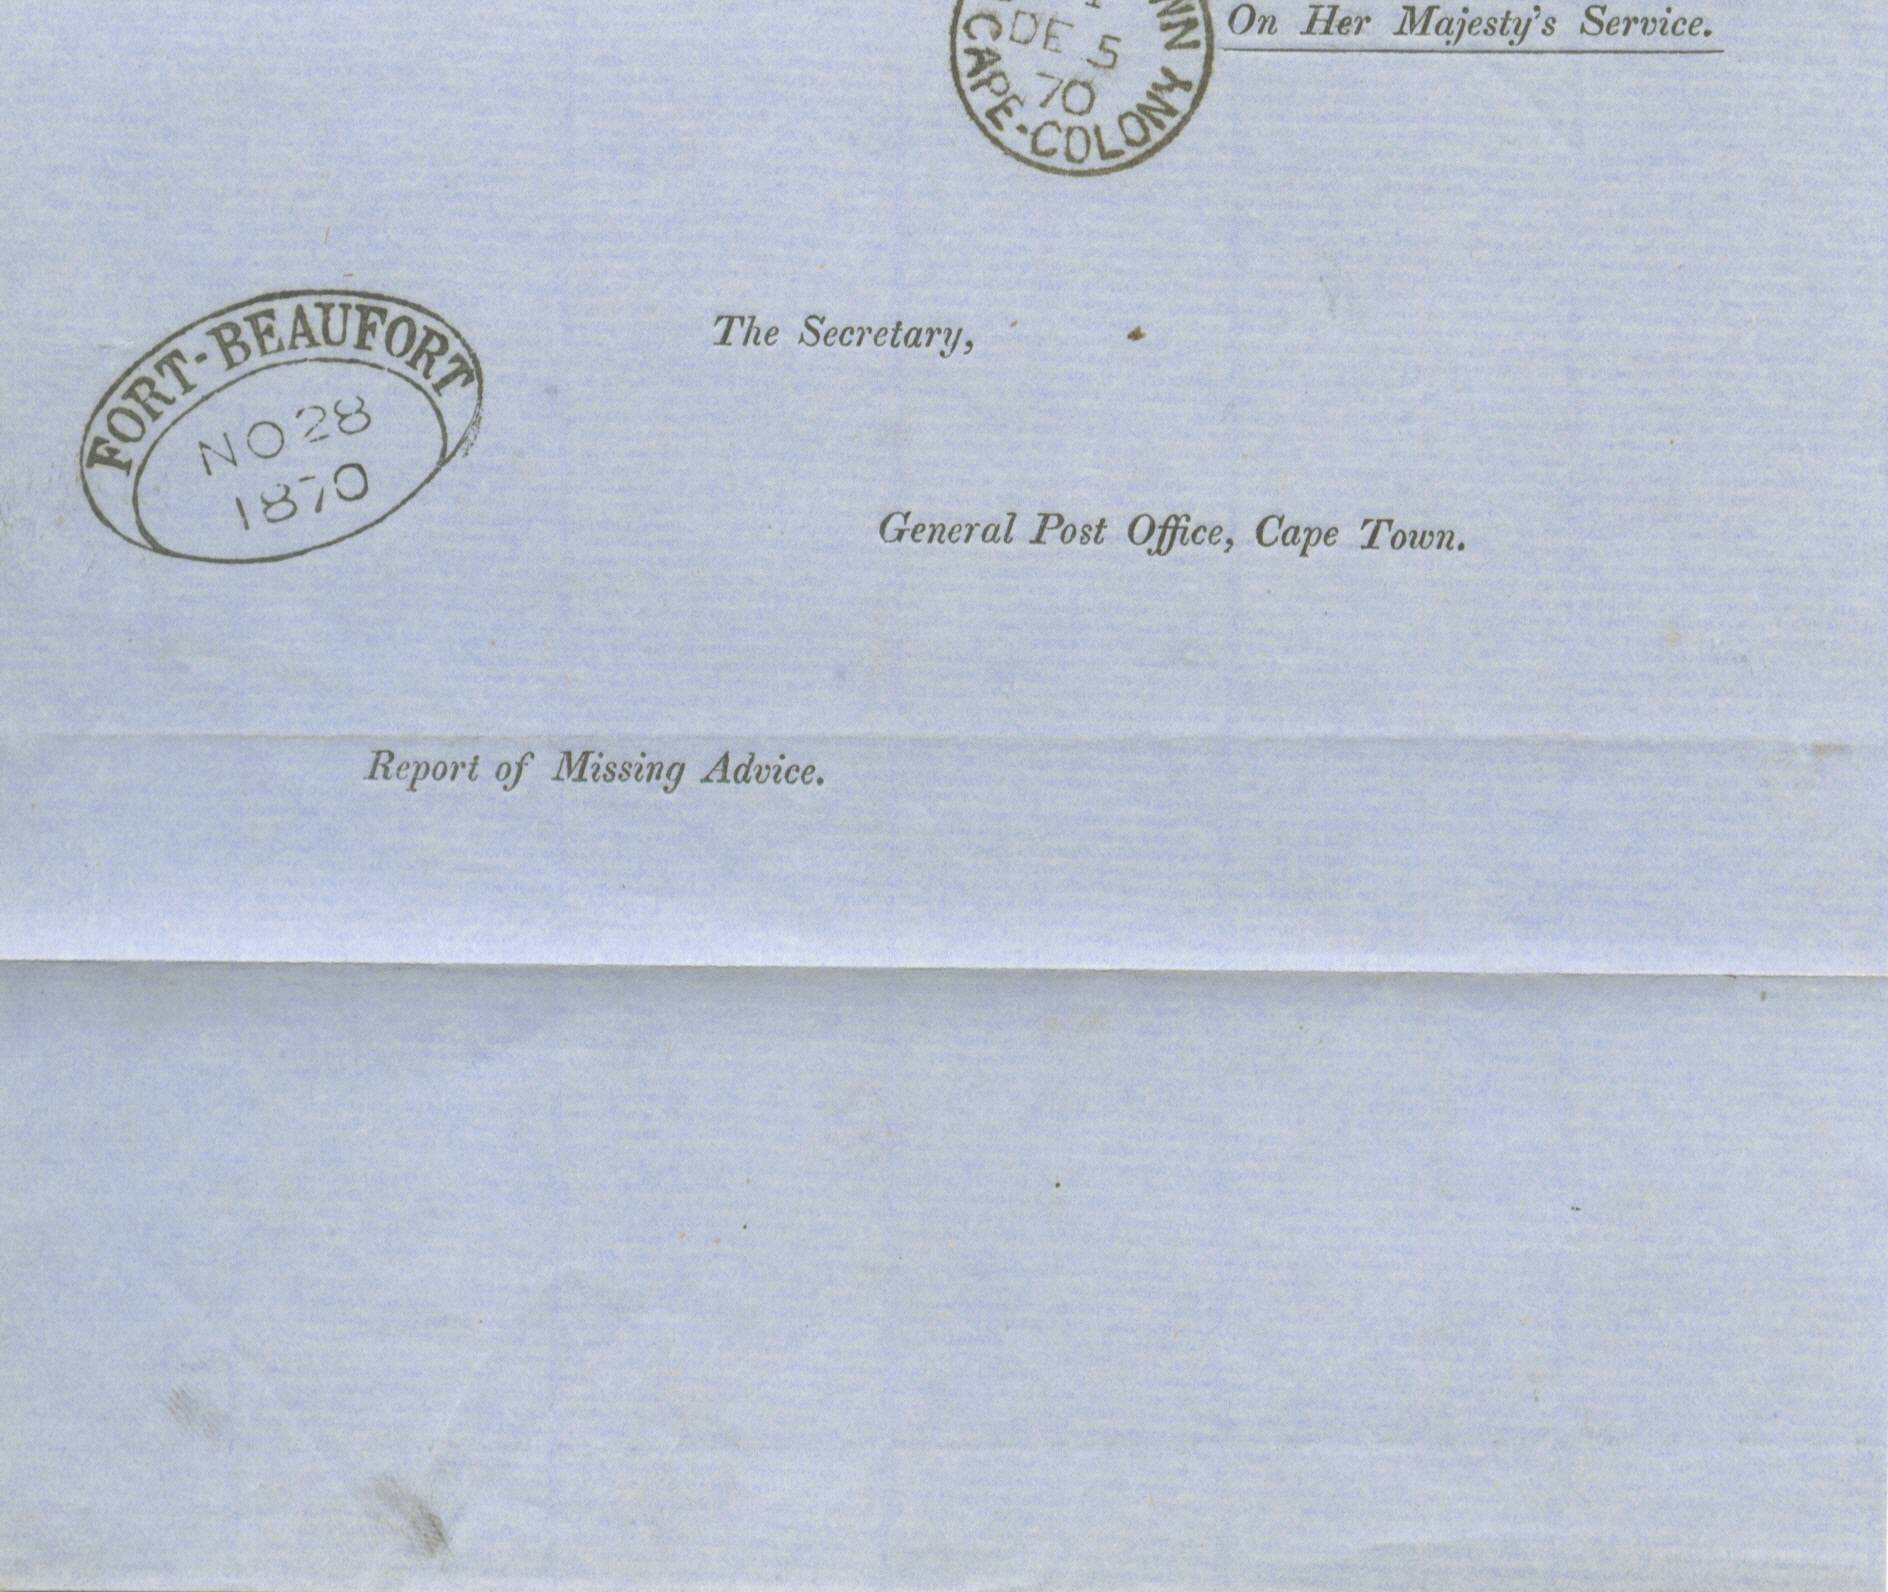 On Her Majesty's Service.
DE 5
70
CAPE-COLONY
FORT-BEAUFORT
NO 28
1870
The Secretary,
General Post Office, Cape Town.
Report of Missing Advice.